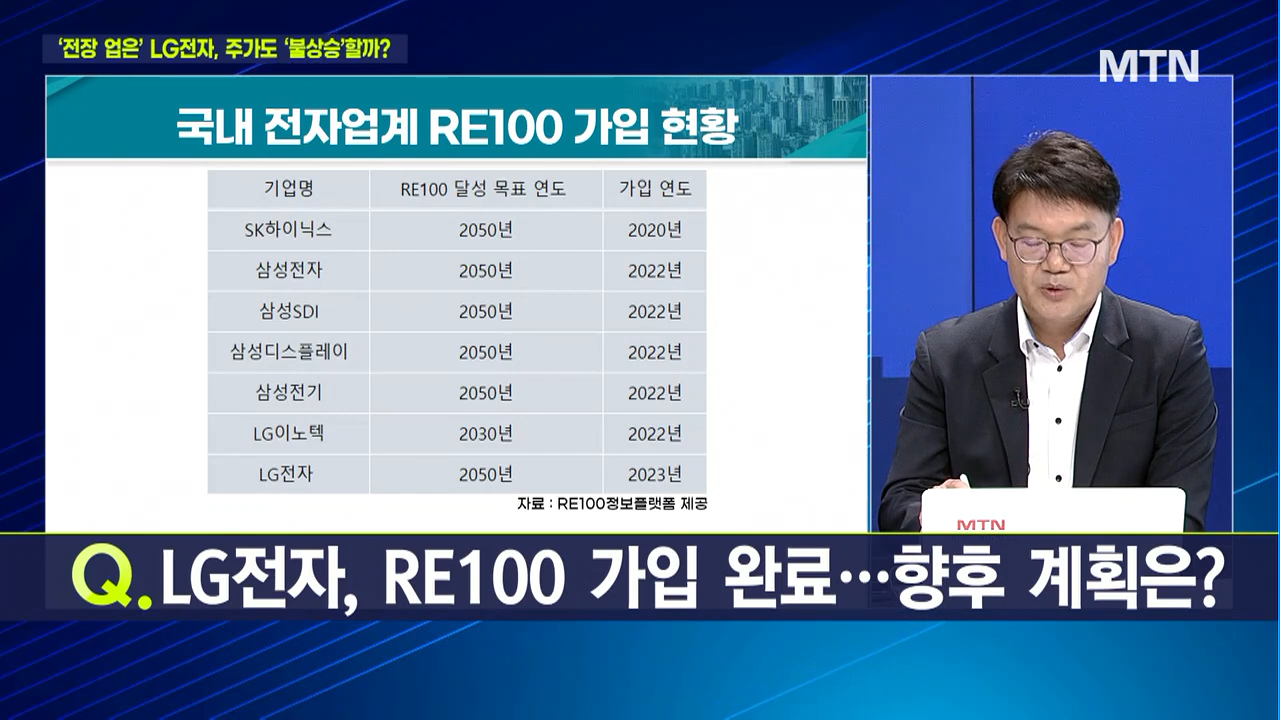 ‘전장 업은’ LG전자, 주가도 ‘불상승’할까?
MTN
국내 전자업계 RE100 가입 현황
기업명 RE100 달성 목표 연도 가입 연도
SK하이닉스 2050년 2020년
삼성전자 2050년 2022년
삼성SDI 2050년 2022년
삼성디스플레이 2050년 2022년
삼성전기 2050년 2022년
LG이노텍 2030년 2022년
LG전자 2050년 2023년
자료 : RE100정보플랫폼 제공
MTN
Q. LG전자, RE100 가입 완료…향후 계획은?